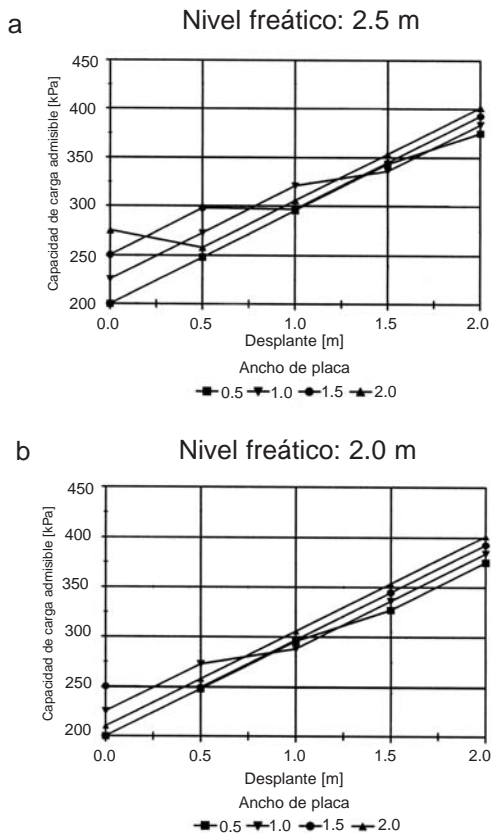 a
Nivel freático: 2.5 m
Capacidad de carga admisible [kPa]
450
400
350
300
250
200
0.0 0.5 1.0 1.5 2.0
Desplante [m]
Ancho de placa
0.5 1.0 1.5 2.0
b
Nivel freático: 2.0 m
Capacidad de carga admisible [kPa]
450
400
350
300
250
200
0.0 0.5 1.0 1.5 2.0
Desplante [m]
Ancho de placa
0.5 1.0 1.5 2.0